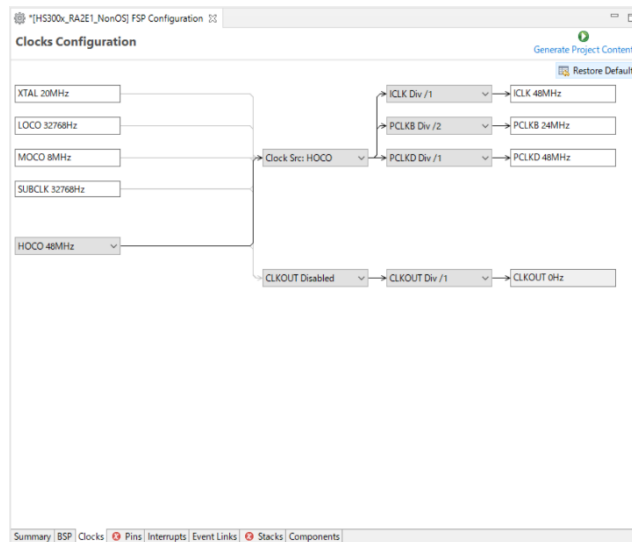 *[HS300x_RA2E1_NonOS] FSP Configuration
Clocks Configuration
Generate Project Content
Restore Default
XTAL 20MHz
ICLK Div /1
ICLK 48MHz
LOCO 32768Hz
PCLKB Div /2
PCLKB 24MHz
MOCO 8MHz
Clock Src: HOCO
PCLKD Div /1
PCLKD 48MHz
SUBCLK 32768Hz
HOCO 48MHz
CLKOUT Disabled
CLKOUT Div /1
CLKOUT 0Hz
Summary BSP Clocks Pins Interrupts Event Links Stacks Components